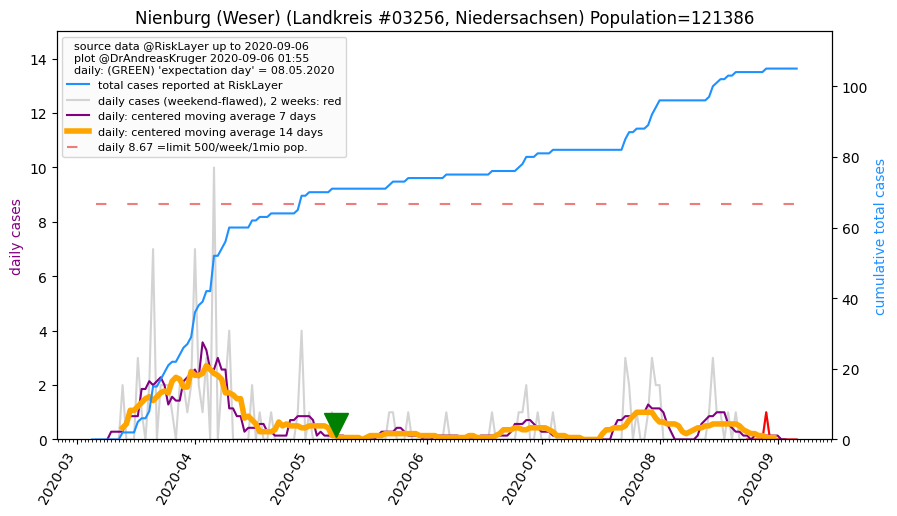 Nienburg (Weser) (Landkreis #03256, Niedersachsen) Population=121386
source data @RiskLayer up to 2020-09-06
plot @DrAndreasKruger 2020-09-06 01:55
daily: (GREEN) 'expectation day' = 08.05.2020
total cases reported at RiskLayer
daily cases (weekend-flawed), 2 weeks: red
daily: centered moving average 7 days
daily: centered moving average 14 days
daily 8.67 =limit 500/week/1mio pop.
daily cases
14
12
10
8
6
4
2
0
cumulative total cases
100
80
60
40
20
0
2020-03
2020-04
2020-05
2020-06
2020-07
2020-08
2020-09